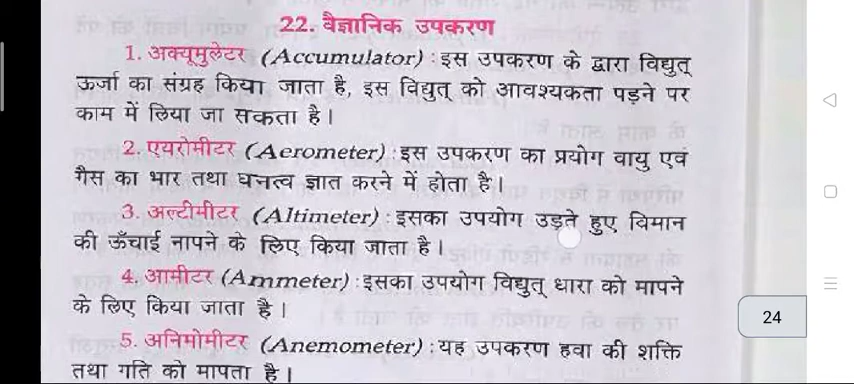 22. वैज्ञानिक उपकरण
1. अक्यूमुलेटर (Accumulator) : इस उपकरण के द्वारा विद्युत्
ऊर्जा का संग्रह किया जाता है, इस विद्युत् को आवश्यकता पड़ने पर
काम में लिया जा सकता है।
2. एयरोमीटर (Aerometer) : इस उपकरण का प्रयोग वायु एवं
गैस का भार तथा घनत्व ज्ञात करने में होता है।
3. अल्टीमीटर (Altimeter) : इसका उपयोग उड़ते हुए विमान
की ऊँचाई नापने के लिए किया जाता है।
4. आमीटर (Ammeter) : इसका उपयोग विद्युत् धारा को मापने
के लिए किया जाता है।
5. अनिमोमीटर (Anemometer) : यह उपकरण हवा की शक्ति
तथा गति को मापता है।
24